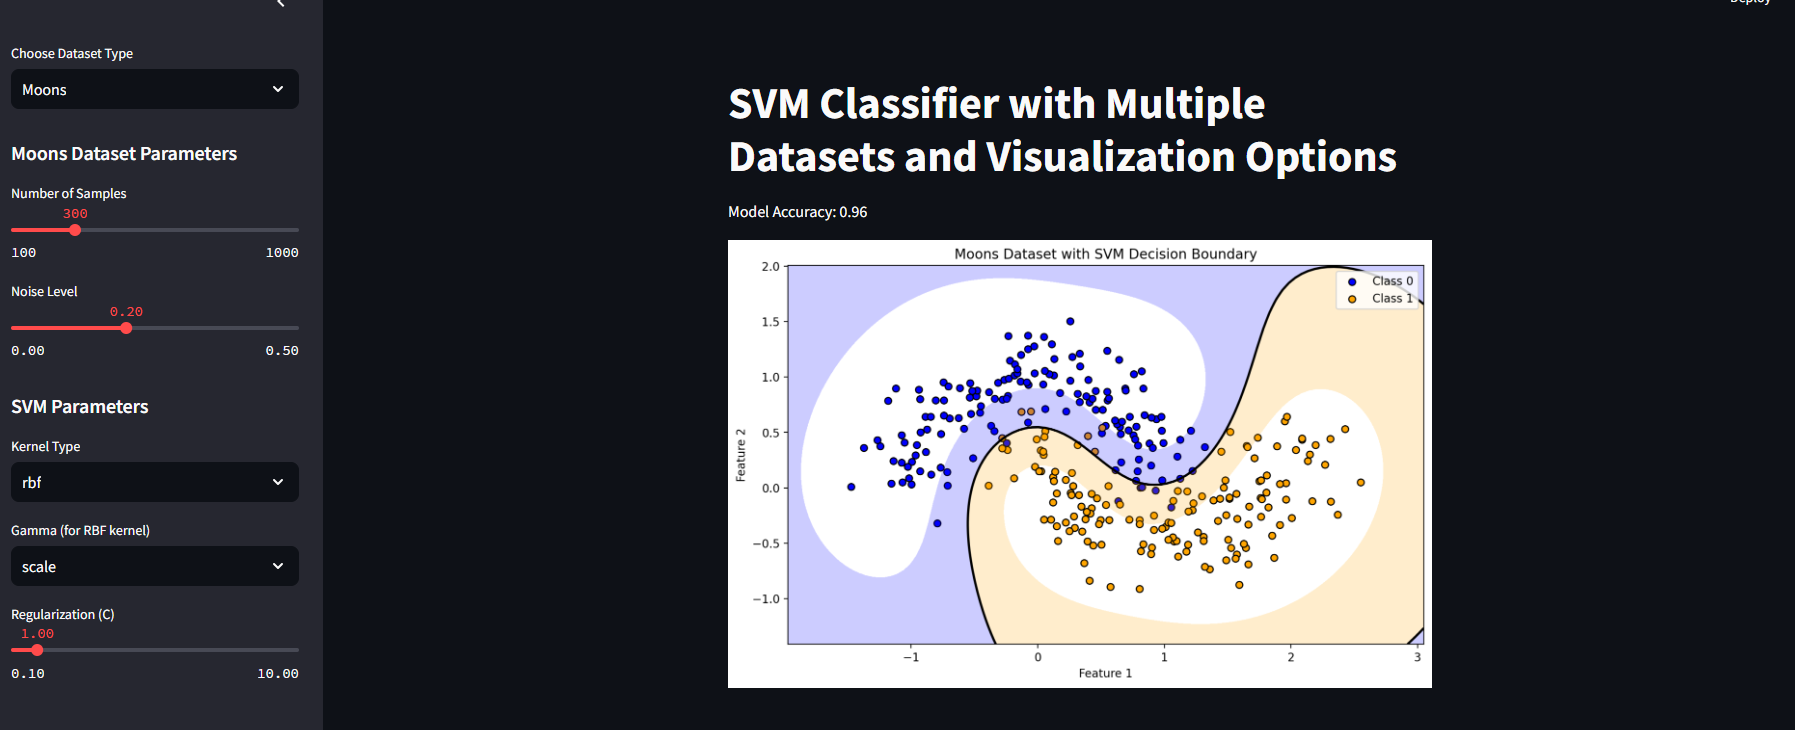 Deploy
Choose Dataset Type
Moons
Moons Dataset Parameters
Number of Samples
300
100 1000
Noise Level
0.20
0.00 0.50
SVM Parameters
Kernel Type
rbf
Gamma (for RBF kernel)
scale
Regularization (C)
1.00
0.10 10.00
SVM Classifier with Multiple
Datasets and Visualization Options
Model Accuracy: 0.96
Moons Dataset with SVM Decision Boundary
Class 0
Class 1
Feature 2
2.0
1.5
1.0
0.5
0.0
−0.5
−1.0
−1 0 1 2 3
Feature 1